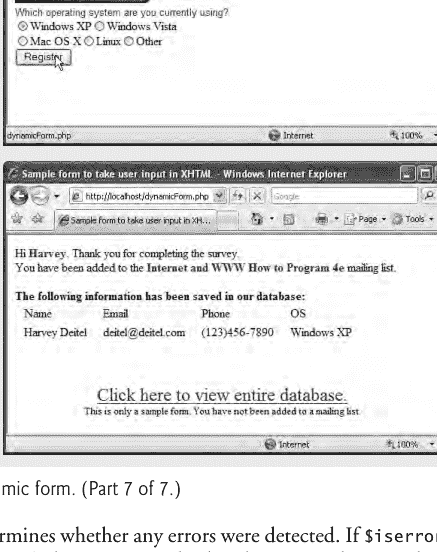 Which operating system are you currently using?
Windows XP Windows Vista
Mac OS X Linux Other
Register
dynamicForm.php Internet 100%
Sample form to take user input in XHTML - Windows Internet Explorer
http://localhost/dynamicForm.php Google
Sample form to take user input in XH... Page Tools
Hi Harvey. Thank you for completing the survey.
You have been added to the Internet and WWW How to Program 4e mailing list.
The following information has been saved in our database:
Name Email Phone OS
Harvey Deitel deitel@deitel.com (123)456-7890 Windows XP
Click here to view entire database.
This is only a sample form. You have not been added to a mailing list
Internet 100%
mic form. (Part 7 of 7.)
rmines whether any errors were detected. If $iserro